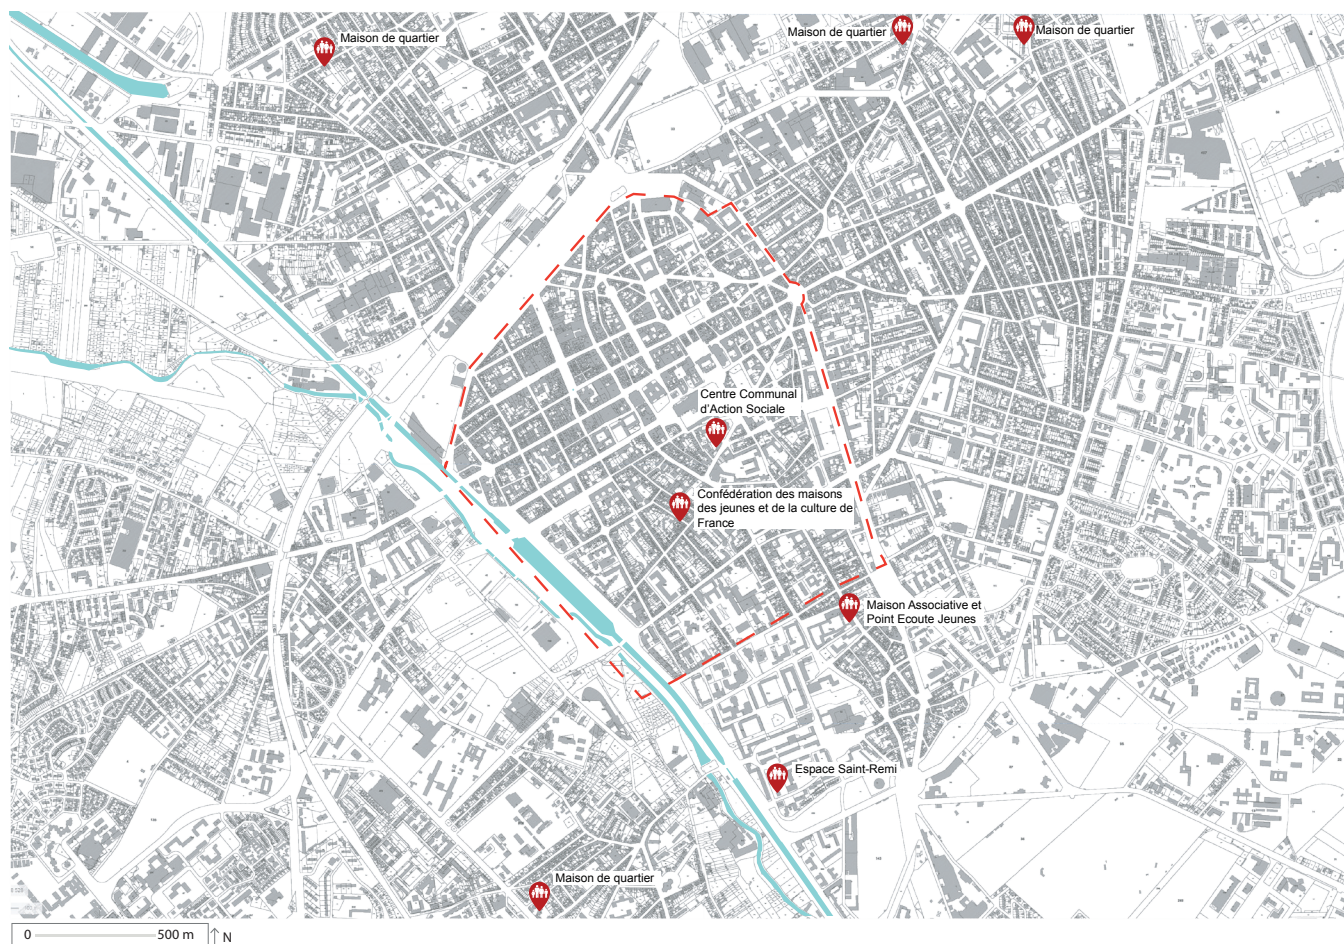 Maison de quartier
Maison de quartier
Maison de quartier
Centre Communal
d'Action Sociale
Confédération des maisons
des jeunes et de la culture de
France
Maison Associative et
Point Ecoute Jeunes
Espace Saint-Remi
Maison de quartier
0 500 m N